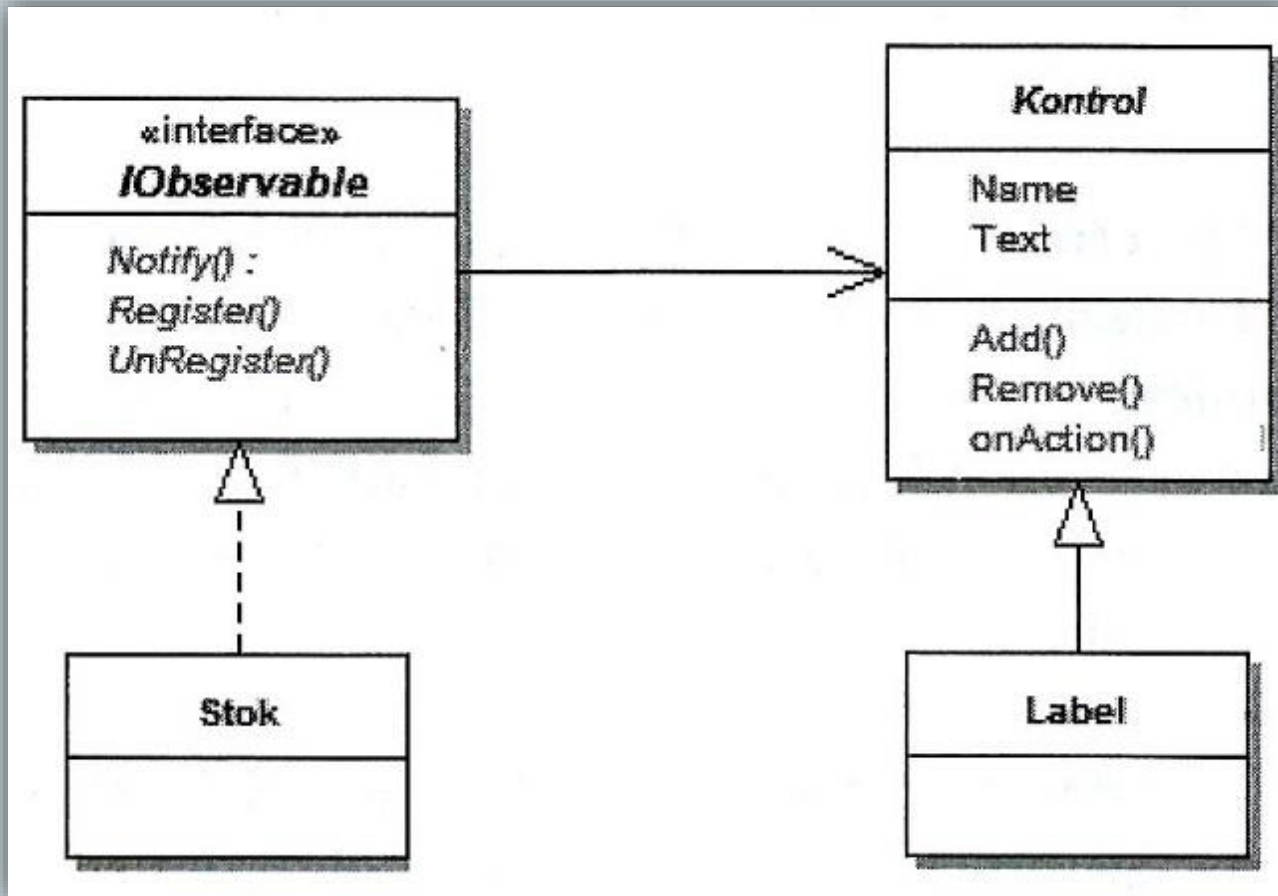 «interface»
IObservable
Notify() :
Register()
UnRegister()
Kontrol
Name
Text
Add()
Remove()
onAction()
Stok
Label